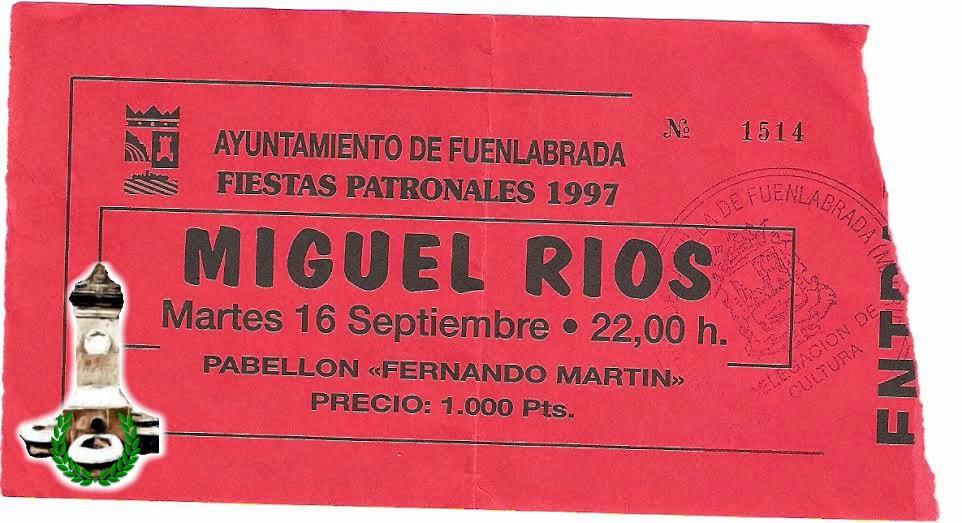 Nº 1514
AYUNTAMIENTO DE FUENLABRADA
FIESTAS PATRONALES 1997
MIGUEL RIOS
Martes 16 Septiembre • 22,00 h.
PABELLON «FERNANDO MARTIN»
PRECIO: 1.000 Pts.
DE FUENLABRADA
DELEGACION DE
CULTURA